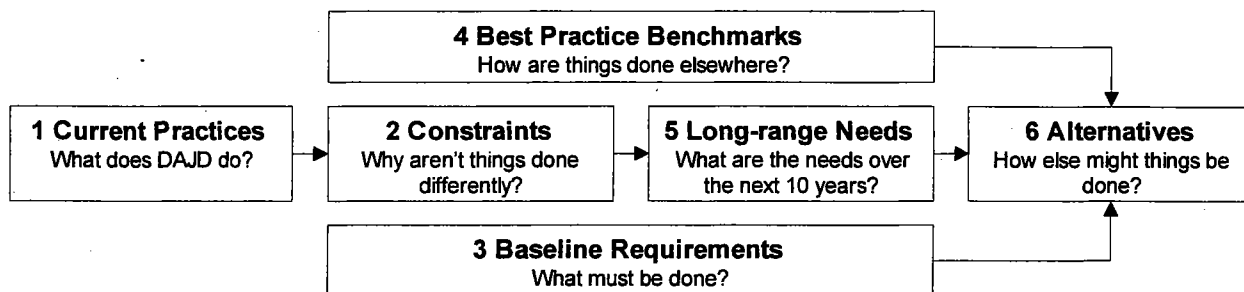 4 Best Practice Benchmarks
How are things done elsewhere?
1 Current Practices
What does DAJD do?
2 Constraints
Why aren't things done
differently?
5 Long-range Needs
What are the needs over
the next 10 years?
6 Alternatives
How else might things be
done?
3 Baseline Requirements
What must be done?